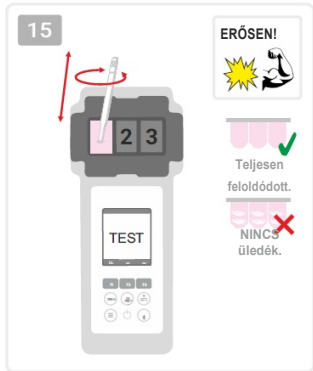 15
ERŐSEN!
2 3
Teljesen
feloldódott.
NINCS
üledék.
TEST